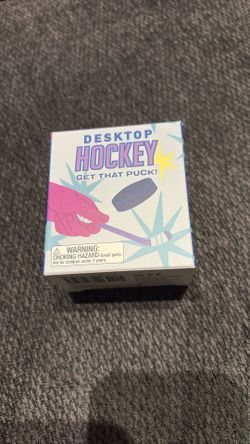 DESKTOP
HOCKEY
GET THAT PUCK!
WARNING:
CHOKING HAZARD-Small parts.
Not for children under 3 years.